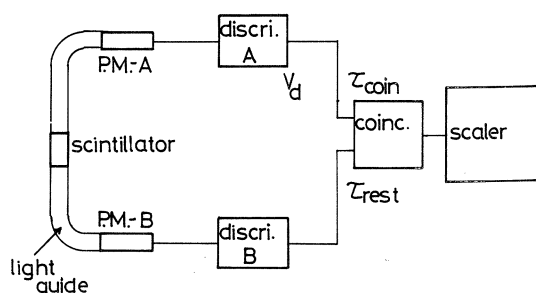 discri.
A
P.M.-A
V_d
τ_coin
coinc.
scaler
scintillator
τ_rest
P.M.-B
discri.
B
light
guide